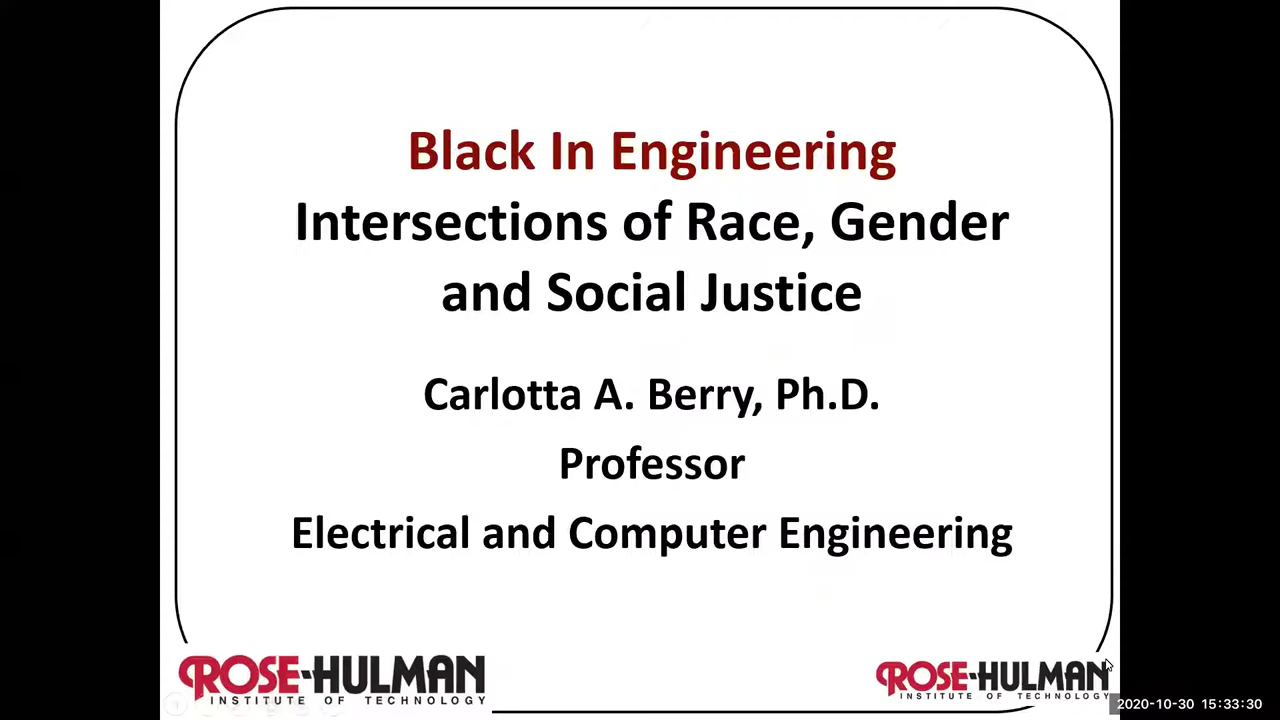 Black In Engineering
Intersections of Race, Gender
and Social Justice
Carlotta A. Berry, Ph.D.
Professor
Electrical and Computer Engineering
ROSE-HULMAN
INSTITUTE OF TECHNOLOGY
ROSE-HULMAN
INSTITUTE OF TECHNOLOGY
2020-10-30 15:33:30